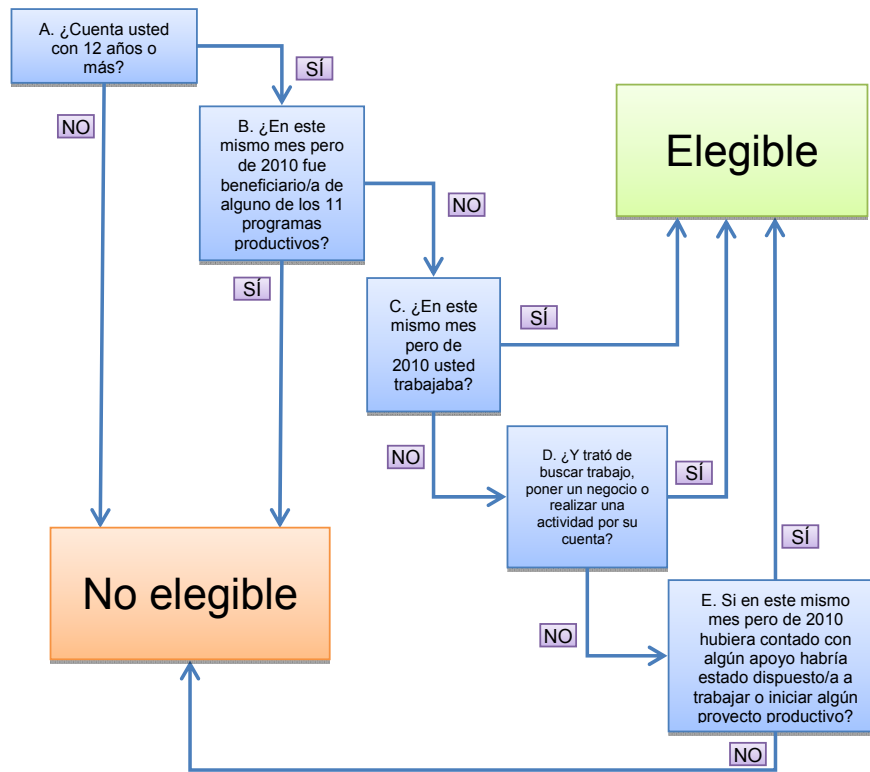 A. ¿Cuenta usted
con 12 años o
más?
SÍ
NO
B. ¿En este
mismo mes pero
de 2010 fue
beneficiario/a de
alguno de los 11
programas
productivos?
Elegible
NO
SÍ
C. ¿En este
mismo mes
pero de
2010 usted
trabajaba?
SÍ
NO
D. ¿Y trató de
buscar trabajo,
poner un negocio o
realizar una
actividad por su
cuenta?
SÍ
SÍ
No elegible
NO
E. Si en este mismo
mes pero de 2010
hubiera contado con
algún apoyo habría
estado dispuesto/a a
trabajar o iniciar algún
proyecto productivo?
NO